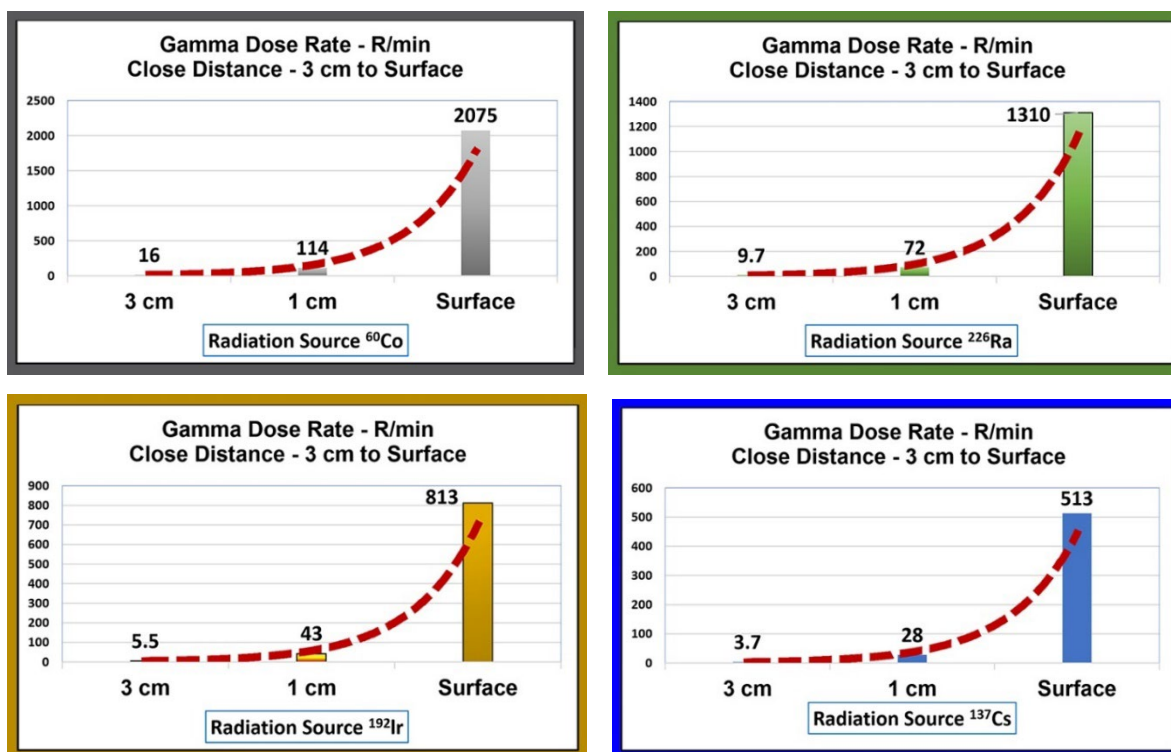 Gamma Dose Rate - R/min
Close Distance - 3 cm to Surface
2500
2000
1500
1000
500
0
16
114
2075
3 cm
1 cm
Surface
Radiation Source ⁶⁰Co
Gamma Dose Rate - R/min
Close Distance - 3 cm to Surface
1400
1200
1000
800
600
400
200
0
9.7
72
1310
3 cm
1 cm
Surface
Radiation Source ²²⁶Ra
Gamma Dose Rate - R/min
Close Distance - 3 cm to Surface
900
800
700
600
500
400
300
200
100
0
5.5
43
813
3 cm
1 cm
Surface
Radiation Source ¹⁹²Ir
Gamma Dose Rate - R/min
Close Distance - 3 cm to Surface
600
500
400
300
200
100
0
3.7
28
513
3 cm
1 cm
Surface
Radiation Source ¹³⁷Cs